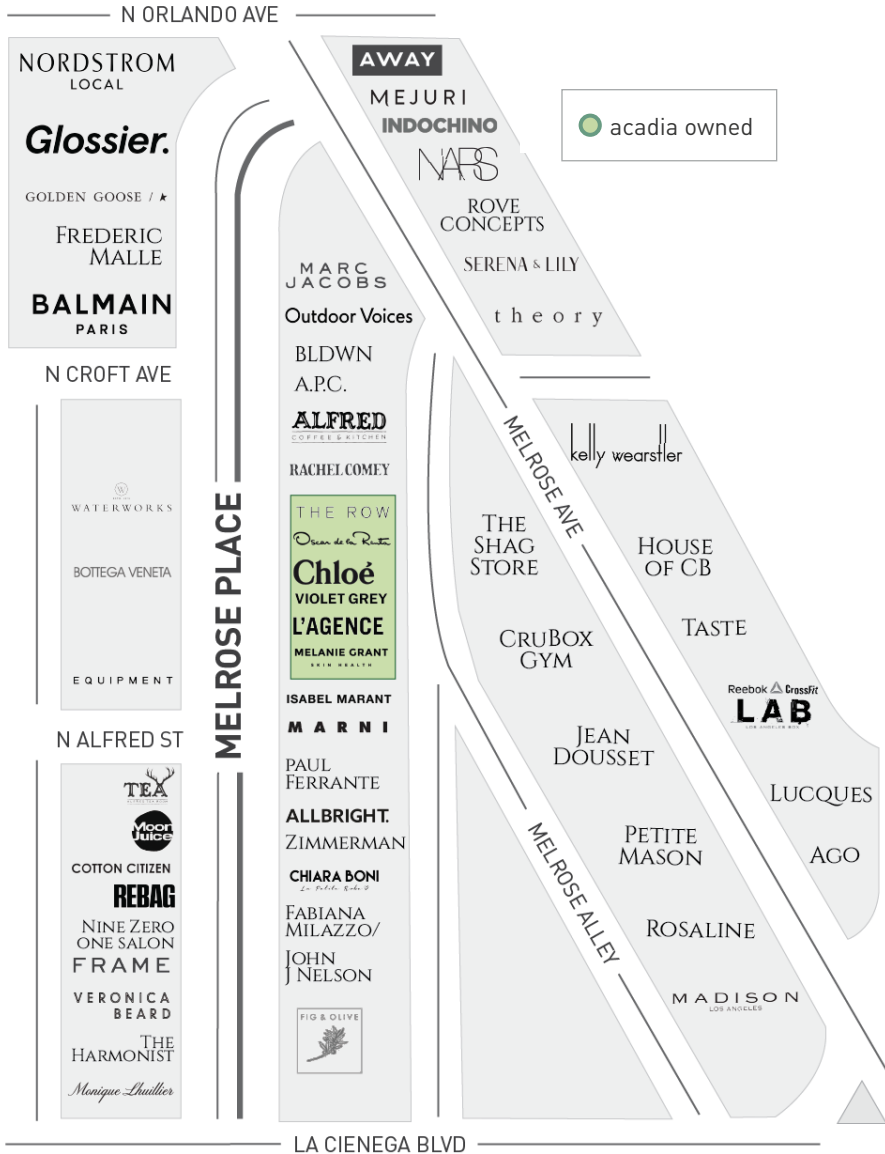 N ORLANDO AVE
NORDSTROM
LOCAL
Glossier.
GOLDEN GOOSE /
FREDERIC
MALLE
BALMAIN
PARIS
N CROFT AVE
WATERWORKS
BOTTEGA VENETA
EQUIPMENT
N ALFRED ST
TEA
Moon
Juice
COTTON CITIZEN
REBAG
NINE ZERO
ONE SALON
FRAME
VERONICA
BEARD
THE
HARMONIST
Monique Lhuillier
MELROSE PLACE
MARC
JACOBS
Outdoor Voices
BLDWN
A.P.C.
ALFRED
COFFEE & KITCHEN
RACHEL COMEY
THE ROW
Oscar de la Renta
Chloé
VIOLET GREY
L'AGENCE
MELANIE GRANT
SKIN HEALTH
ISABEL MARANT
MARNI
PAUL
FERRANTE
ALLBRIGHT.
ZIMMERMAN
CHIARA BONI
La Petite Robe
FABIANA
MILAZZO/
JOHN
J NELSON
FIG & OLIVE
AWAY
MEJURI
INDOCHINO
NARS
ROVE
CONCEPTS
SERENA & LILY
theory
acadia owned
MELROSE AVE
kelly wearstler
HOUSE
OF CB
TASTE
Reebok CrossFit
LAB
LOS ANGELES BOX
LUCQUES
AGO
THE
SHAG
STORE
CRUBOX
GYM
JEAN
DOUSSET
PETITE
MASON
ROSALINE
MADISON
LOS ANGELES
MELROSE ALLEY
LA CIENEGA BLVD